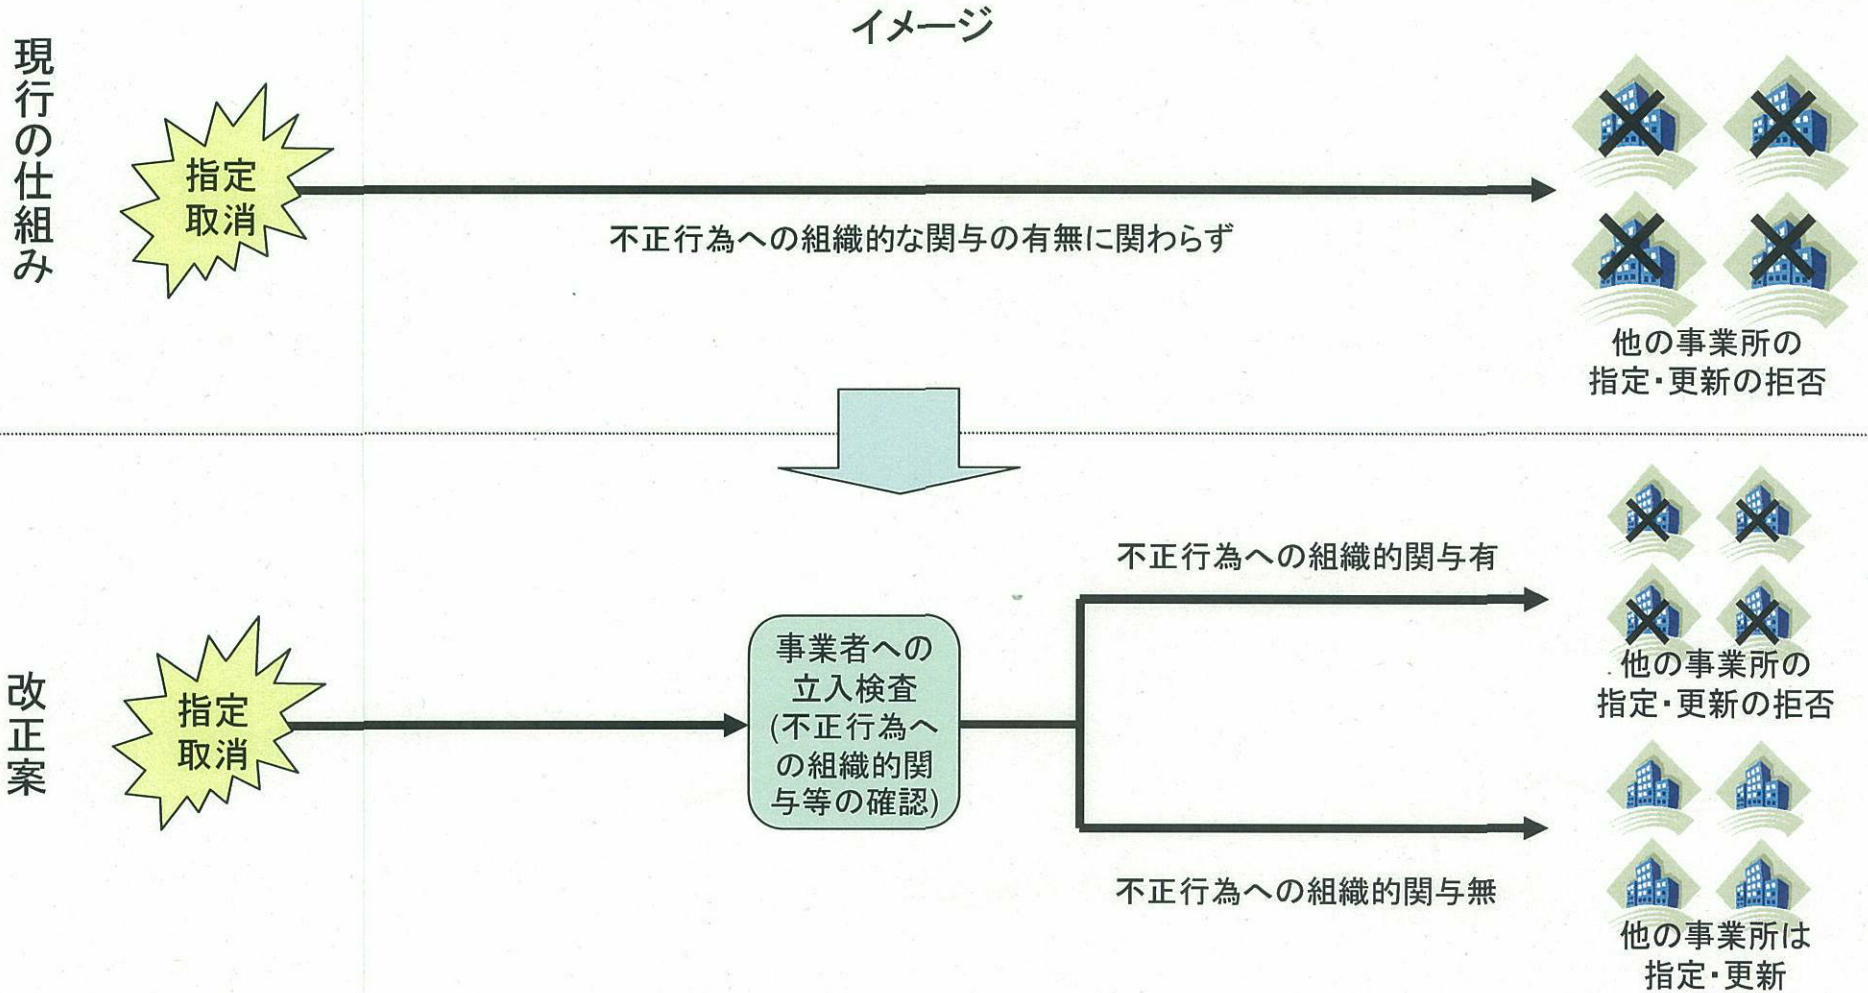 イメージ
現行の仕組み
指定
取消
不正行為への組織的な関与の有無に関わらず
他の事業所の
指定・更新の拒否
改正案
指定
取消
事業者への
立入検査
(不正行為へ
の組織的関
与等の確認)
不正行為への組織的関与有
他の事業所の
指定・更新の拒否
不正行為への組織的関与無
他の事業所は
指定・更新